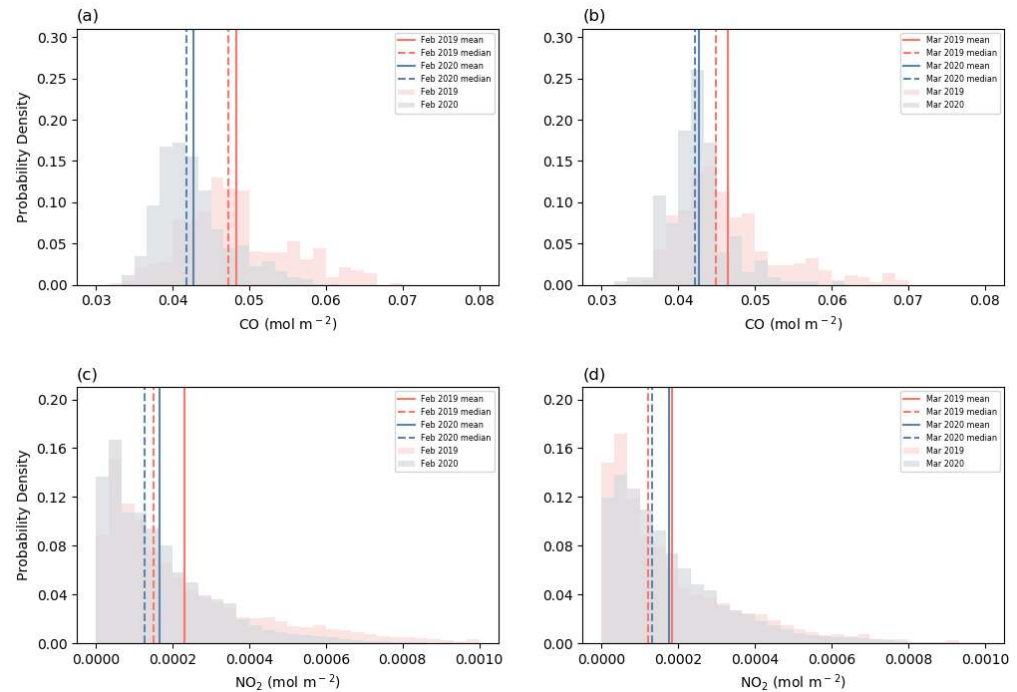 (a)
(b)
0.30
0.25
0.20
0.15
0.10
0.05
0.00
Probability Density
Feb 2019 mean
Feb 2019 median
Feb 2020 mean
Feb 2020 median
Feb 2019
Feb 2020
0.03 0.04 0.05 0.06 0.07 0.08
CO (mol m⁻²)
0.30
0.25
0.20
0.15
0.10
0.05
0.00
Mar 2019 mean
Mar 2019 median
Mar 2020 mean
Mar 2020 median
Mar 2019
Mar 2020
0.03 0.04 0.05 0.06 0.07 0.08
CO (mol m⁻²)
(c)
(d)
0.20
0.16
0.12
0.08
0.04
0.00
Probability Density
Feb 2019 mean
Feb 2019 median
Feb 2020 mean
Feb 2020 median
Feb 2019
Feb 2020
0.0000 0.0002 0.0004 0.0006 0.0008 0.0010
NO₂ (mol m⁻²)
0.20
0.16
0.12
0.08
0.04
0.00
Mar 2019 mean
Mar 2019 median
Mar 2020 mean
Mar 2020 median
Mar 2019
Mar 2020
0.0000 0.0002 0.0004 0.0006 0.0008 0.0010
NO₂ (mol m⁻²)